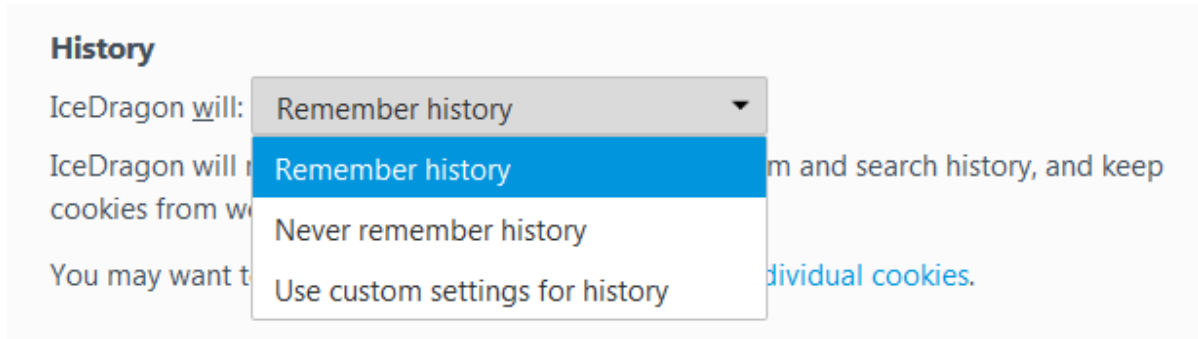 History
IceDragon will: Remember history
Remember history
Never remember history
Use custom settings for history
IceDragon will m and search history, and keep
cookies from
You may want dividual cookies.